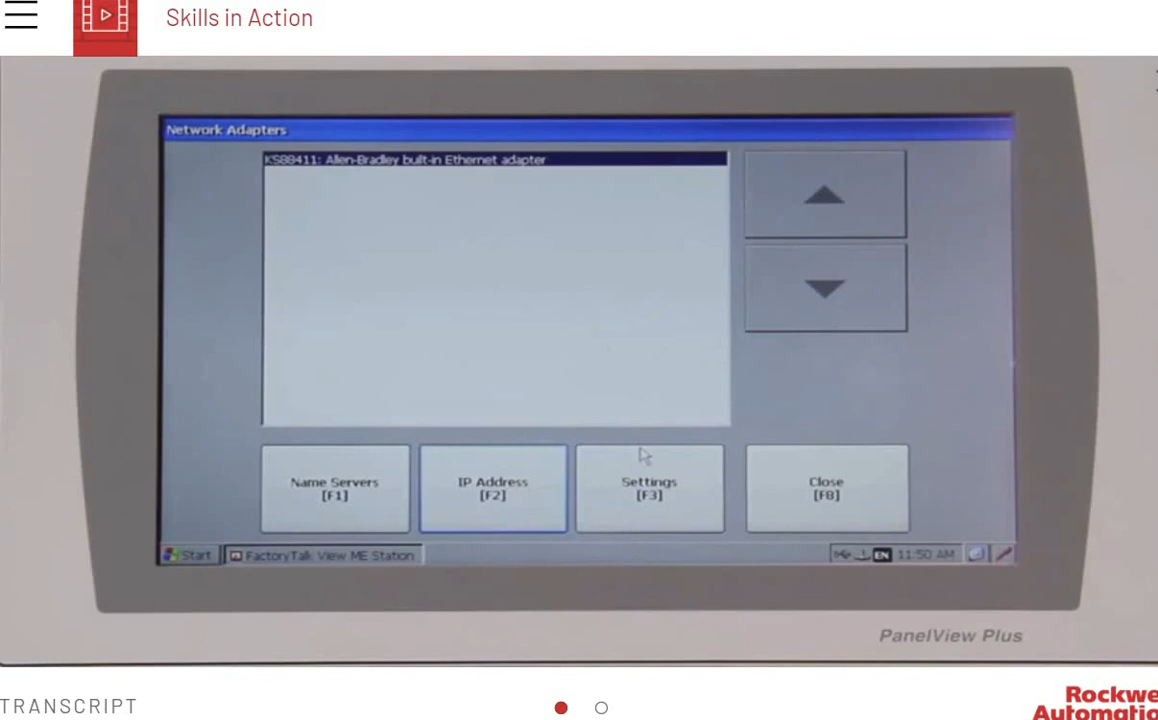 Skills in Action
Network Adapters
KS88411: Allen-Bradley built-in Ethernet adapter
Name Servers
[F1]
IP Address
[F2]
Settings
[F3]
Close
[F8]
Start
FactoryTalk View ME Station
EN
11:50 AM
PanelView Plus
TRANSCRIPT
Rockwe
Automatio